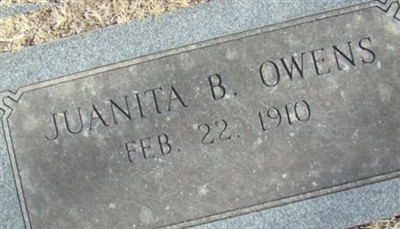 JUANITA B. OWENS
FEB. 22. 1910